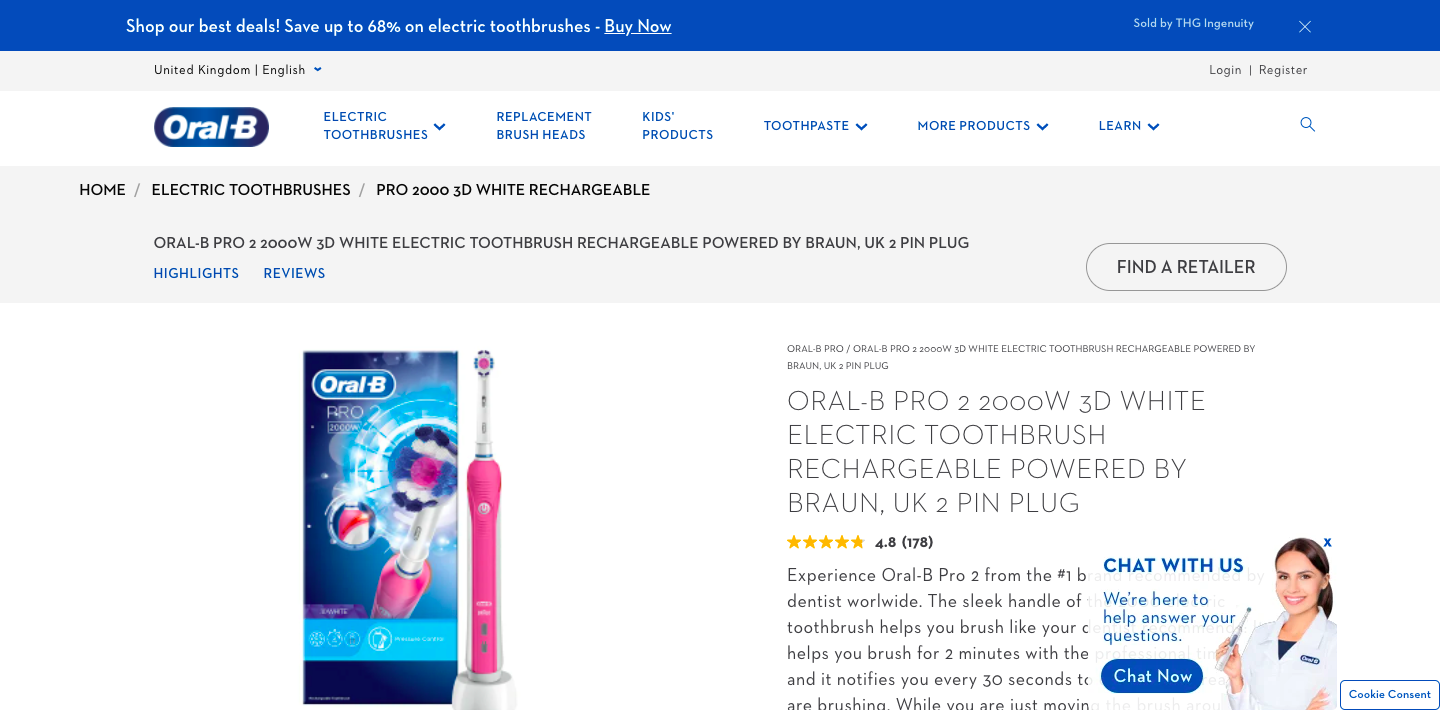 Shop our best deals! Save up to 68% on electric toothbrushes - Buy Now
Sold by THG Ingenuity
United Kingdom | English
Login | Register
Oral-B
ELECTRIC
TOOTHBRUSHES
REPLACEMENT
BRUSH HEADS
KIDS'
PRODUCTS
TOOTHPASTE
MORE PRODUCTS
LEARN
HOME / ELECTRIC TOOTHBRUSHES / PRO 2000 3D WHITE RECHARGEABLE
ORAL-B PRO 2 2000W 3D WHITE ELECTRIC TOOTHBRUSH RECHARGEABLE POWERED BY BRAUN, UK 2 PIN PLUG
HIGHLIGHTS REVIEWS
FIND A RETAILER
Oral-B
PRO 2
2000W
3DWHITE
Pressure Control
ORAL-B PRO / ORAL-B PRO 2 2000W 3D WHITE ELECTRIC TOOTHBRUSH RECHARGEABLE POWERED BY
BRAUN, UK 2 PIN PLUG
ORAL-B PRO 2 2000W 3D WHITE
ELECTRIC TOOTHBRUSH
RECHARGEABLE POWERED BY
BRAUN, UK 2 PIN PLUG
4.8 (178)
Experience Oral-B Pro 2 from the #1 brand recommended by
dentist worlwide. The sleek handle of
toothbrush helps you brush like your
helps you brush for 2 minutes with the professional
and it notifies you every 30 seconds to
are brushing. While you are just moving the brush
x
CHAT WITH US
We're here to
help answer your
questions.
Chat Now
Oral-B
Cookie Consent